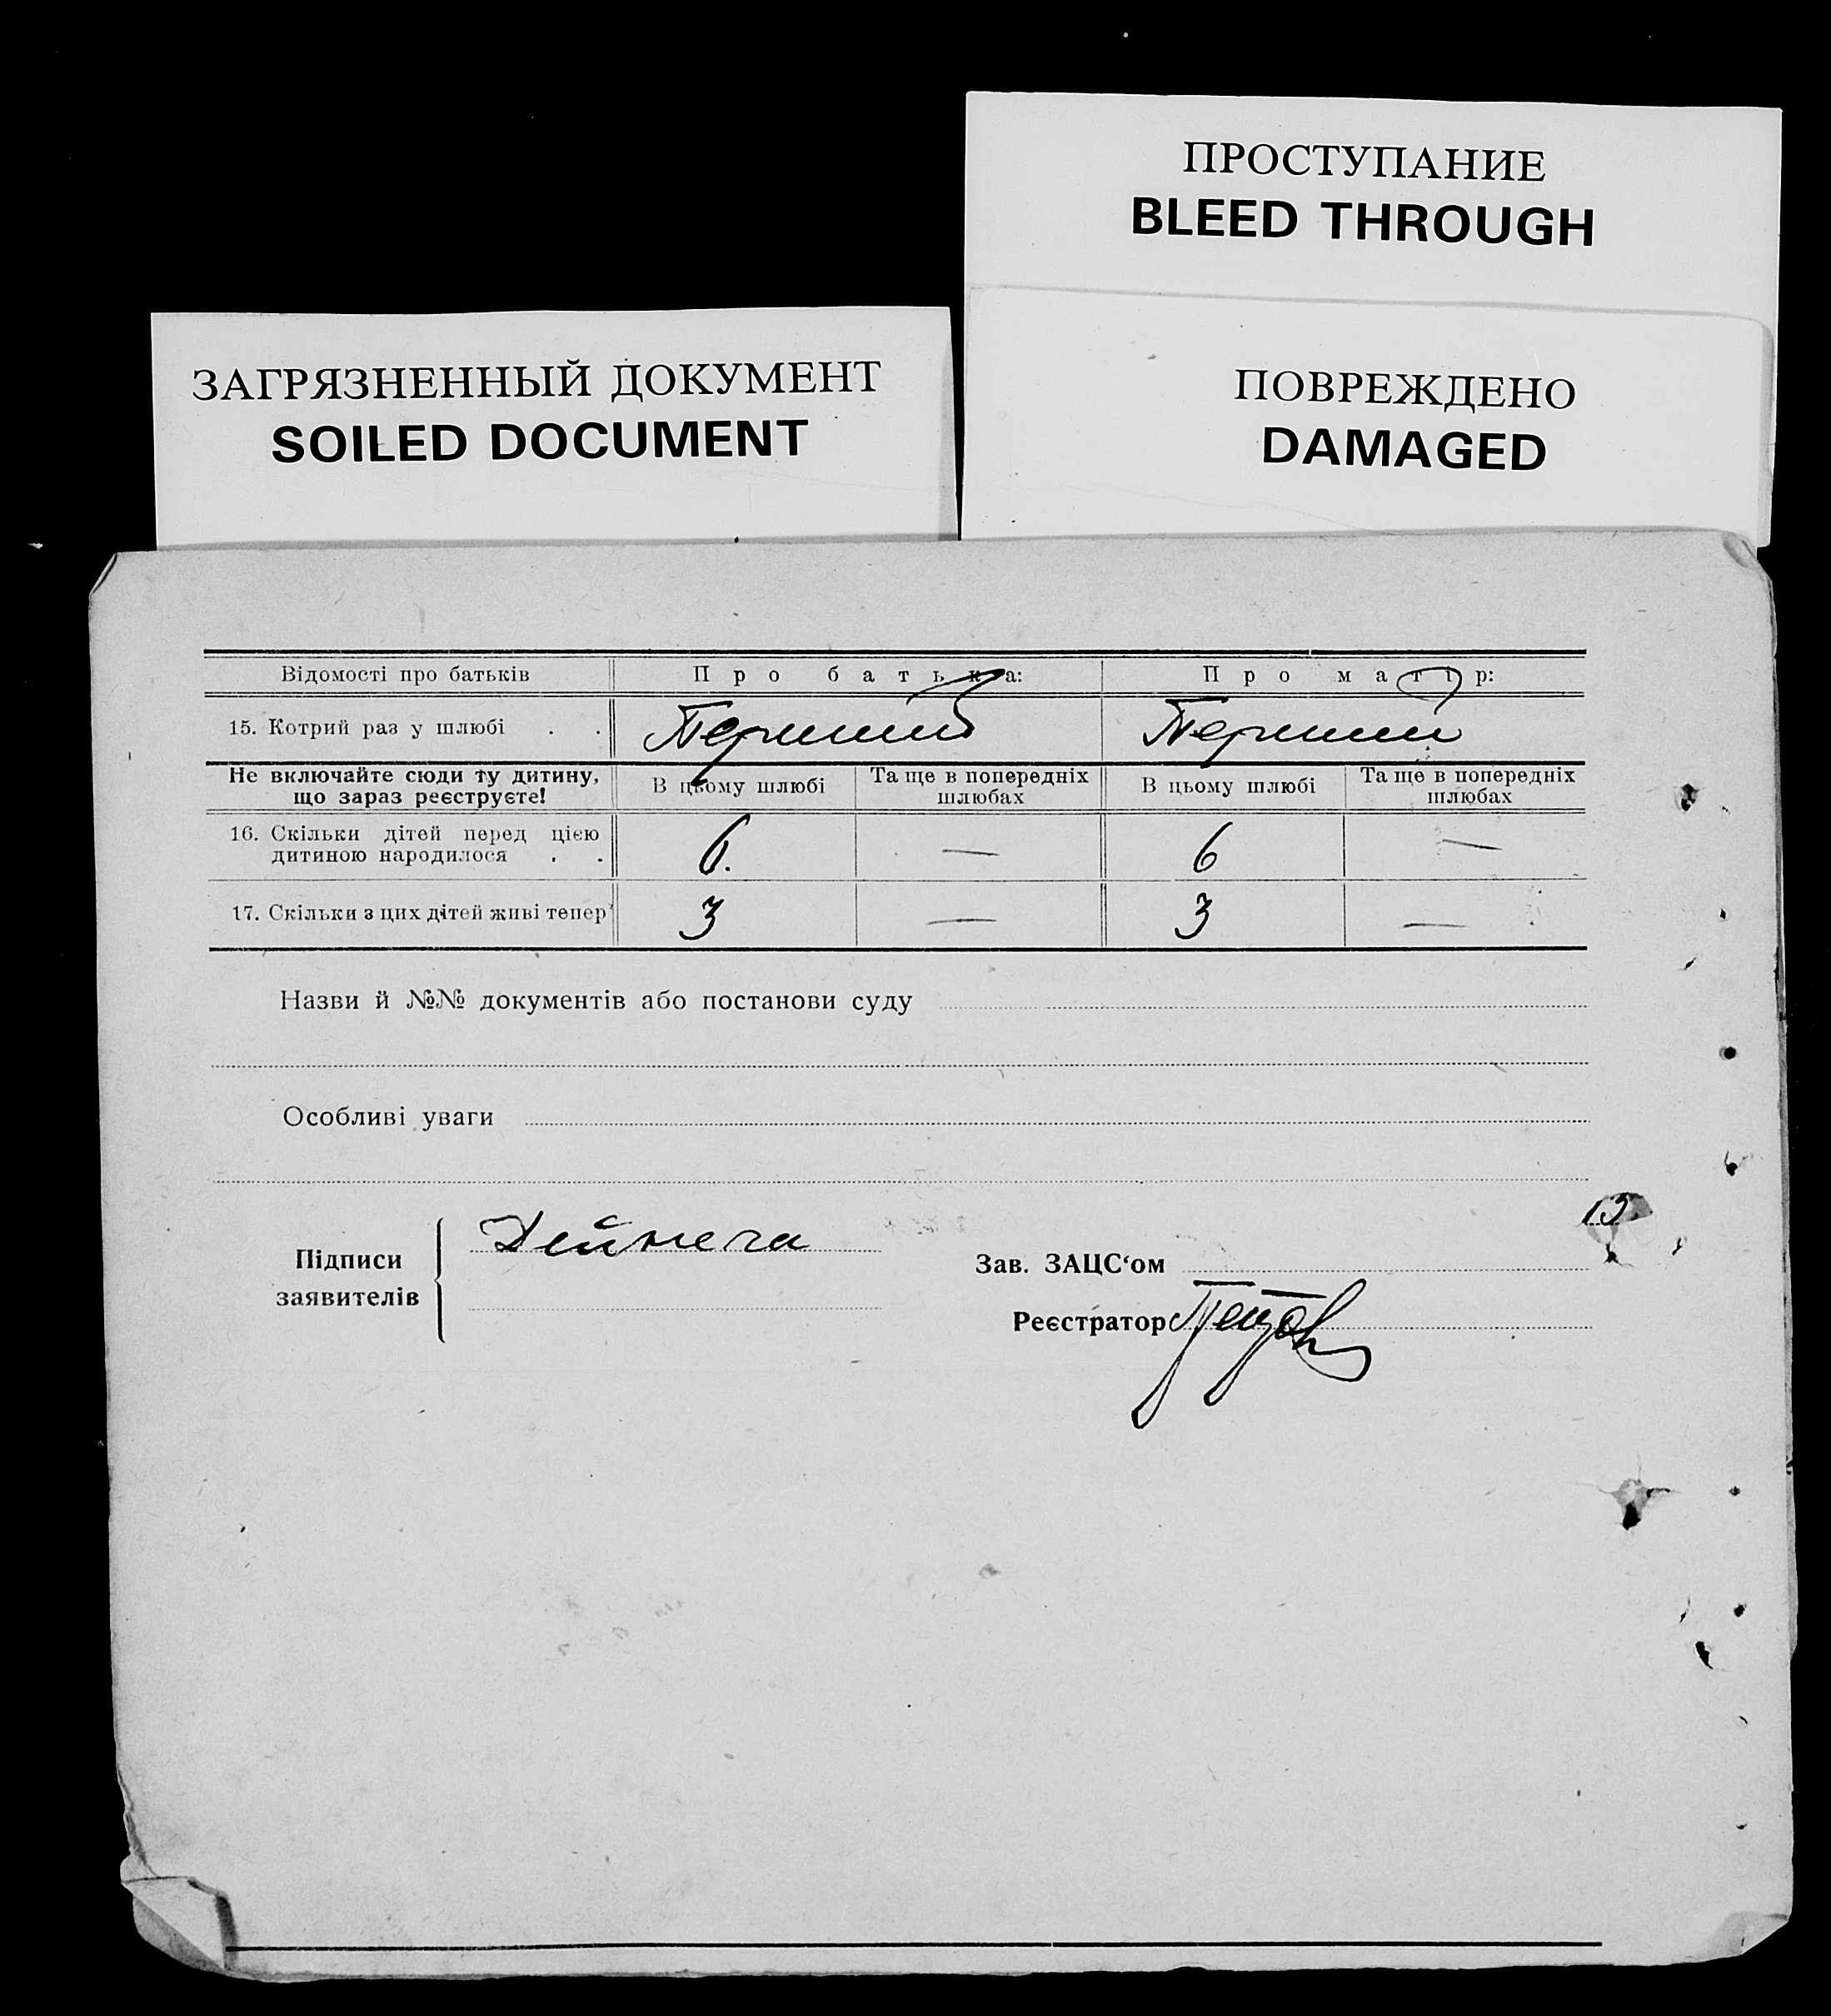 ПРОСТУПАНИЕ
BLEED THROUGH
ЗАГРЯЗНЕННЫЙ ДОКУМЕНТ
SOILED DOCUMENT
ПОВРЕЖДЕНО
DAMAGED
Відомості про батьків Про батька: Про матір:
15. Котрий раз у шлюбі . . Перший Перший
Не включайте сюди ту дитину, що зараз реєструєте! В цьому шлюбі Та ще в попередніх шлюбах В цьому шлюбі Та ще в попередніх шлюбах
16. Скільки дітей перед цією
дитиною народилося . . 6. — 6 —
17. Скільки з цих дітей живі тепер 3 — 3 —
Назви й №№ документів або постанови суду
Особливі уваги
Підписи
заявителів
Дейнега
Зав. ЗАЦС‘ом
Реєстратор